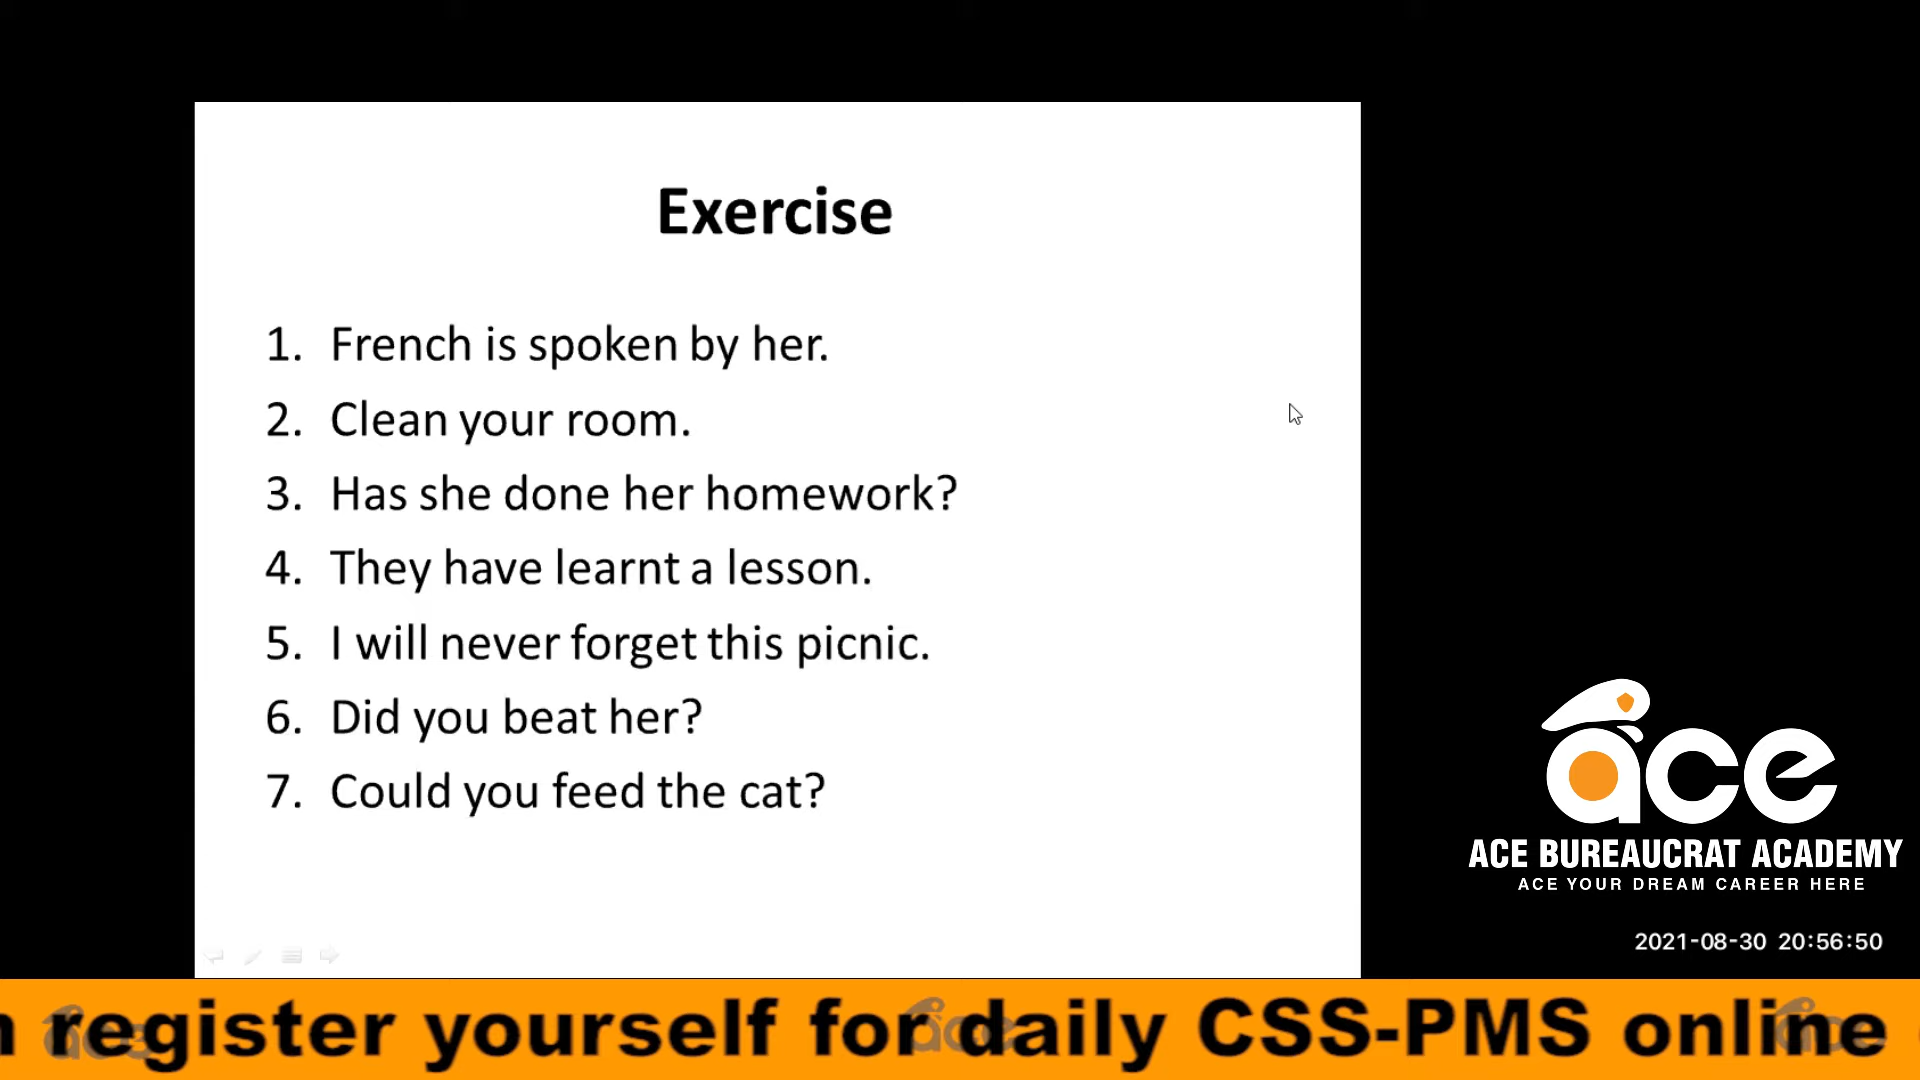 Exercise
1. French is spoken by her.
2. Clean your room.
3. Has she done her homework?
4. They have learnt a lesson.
5. I will never forget this picnic.
6. Did you beat her?
7. Could you feed the cat?
ace
ACE BUREAUCRAT ACADEMY
ACE YOUR DREAM CAREER HERE
2021-08-30 20:56:50
register yourself for daily CSS-PMS online
ace ace ace